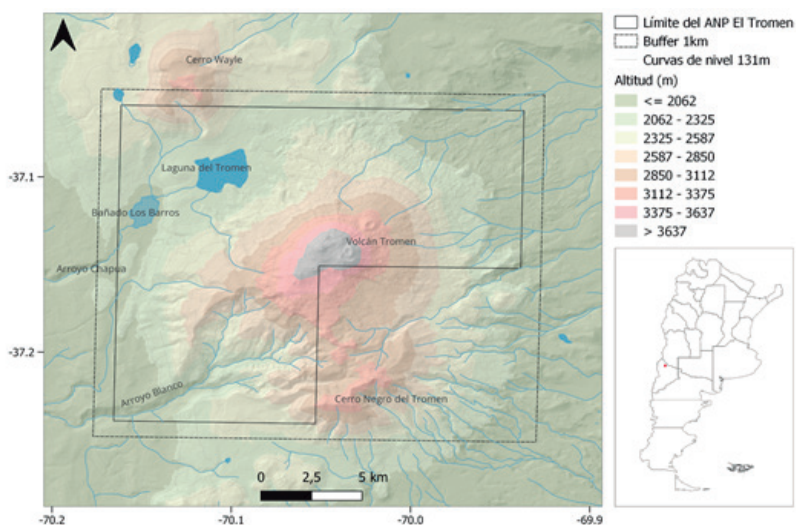 Cerro Wayle
Laguna del Tromen
Bañado Los Barros
Volcán Tromen
Arroyo Chapua
Arroyo Blanco
Cerro Negro del Tromen
-37.1
-37.2
0 2,5 5 km
-70.2 -70.1 -70.0 -69.9
Límite del ANP El Tromen
Buffer 1km
Curvas de nivel 131m
Altitud (m)
<= 2062
2062 - 2325
2325 - 2587
2587 - 2850
2850 - 3112
3112 - 3375
3375 - 3637
> 3637